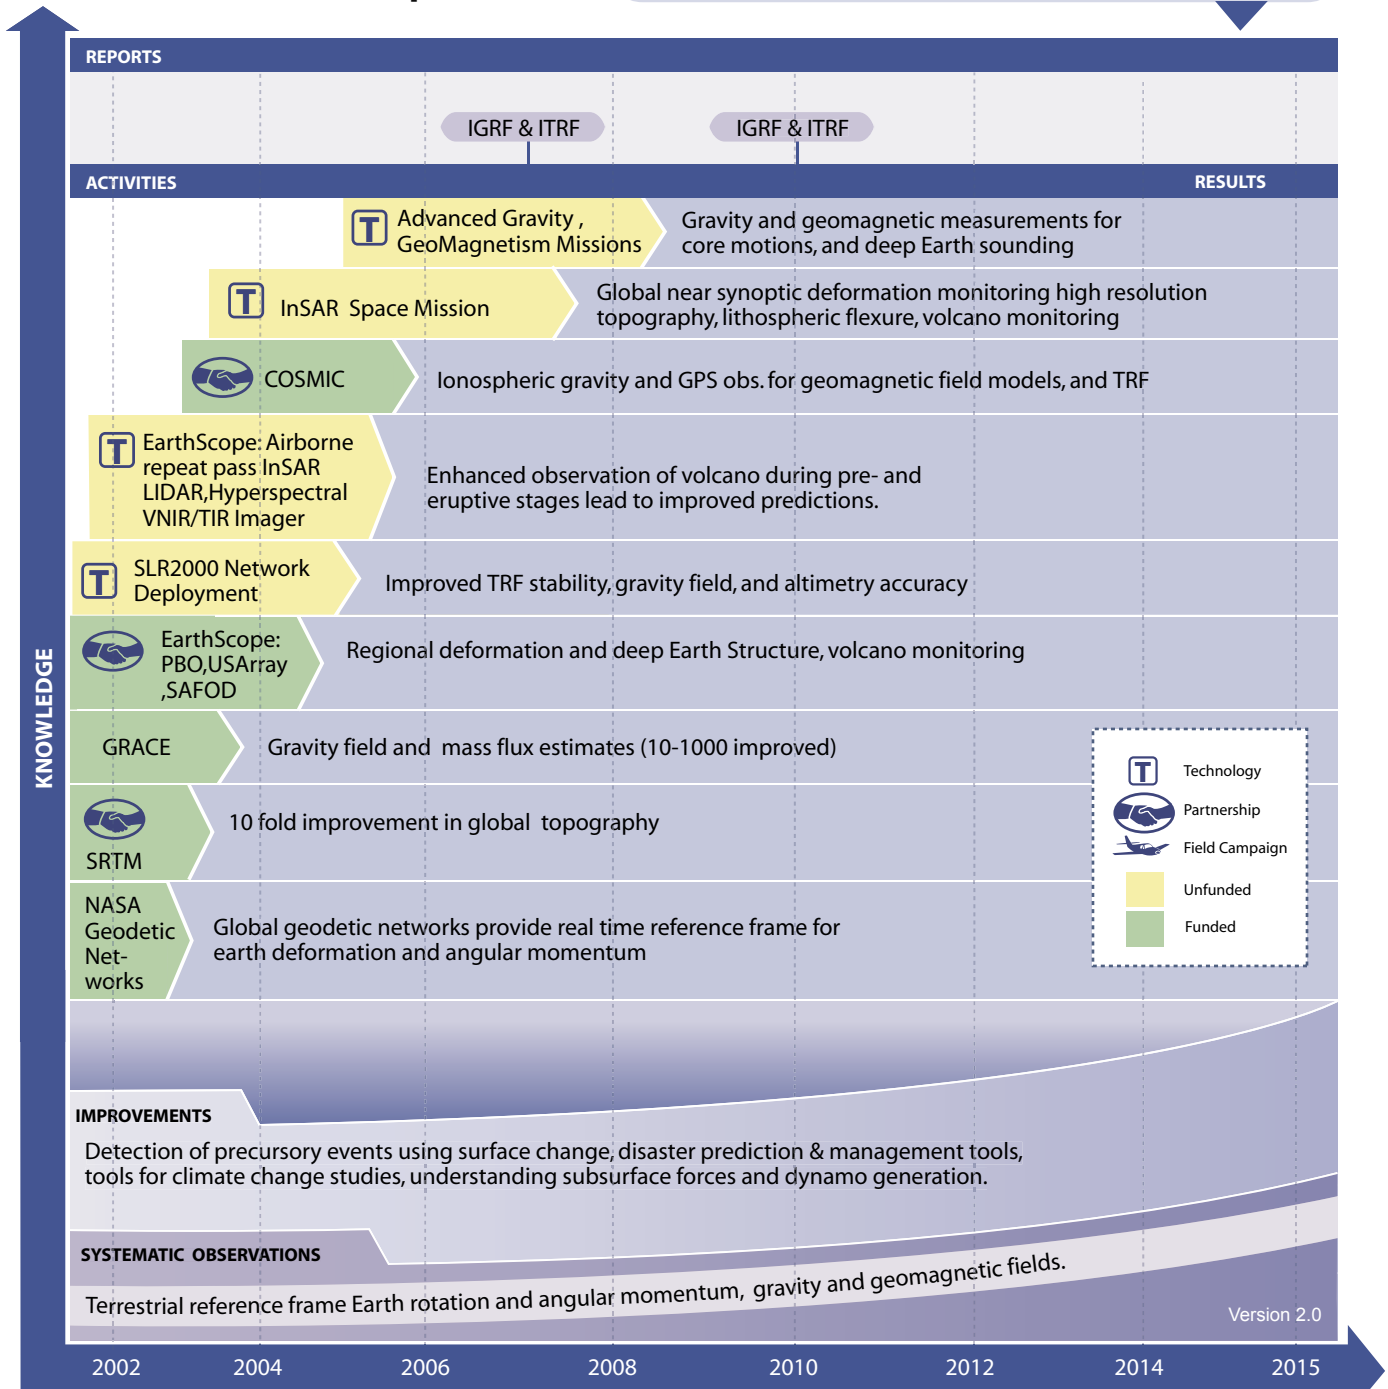 REPORTS
IGRF & ITRF
IGRF & ITRF
ACTIVITIES
RESULTS
T
Advanced Gravity ,
GeoMagnetism Missions
Gravity and geomagnetic measurements for
core motions, and deep Earth sounding
T
InSAR Space Mission
Global near synoptic deformation monitoring high resolution
topography, lithospheric flexure, volcano monitoring
COSMIC
Ionospheric gravity and GPS obs. for geomagnetic field models, and TRF
T
EarthScope: Airborne
repeat pass InSAR
LIDAR,Hyperspectral
VNIR/TIR Imager
Enhanced observation of volcano during pre- and
eruptive stages lead to improved predictions.
T
SLR2000 Network
Deployment
Improved TRF stability, gravity field, and altimetry accuracy
EarthScope:
PBO,USArray
,SAFOD
Regional deformation and deep Earth Structure, volcano monitoring
GRACE
Gravity field and mass flux estimates (10-1000 improved)
SRTM
10 fold improvement in global topography
NASA
Geodetic
Net-
works
Global geodetic networks provide real time reference frame for
earth deformation and angular momentum
T
Technology
Partnership
Field Campaign
Unfunded
Funded
KNOWLEDGE
IMPROVEMENTS
Detection of precursory events using surface change, disaster prediction & management tools,
tools for climate change studies, understanding subsurface forces and dynamo generation.
SYSTEMATIC OBSERVATIONS
Terrestrial reference frame Earth rotation and angular momentum, gravity and geomagnetic fields.
Version 2.0
2002 2004 2006 2008 2010 2012 2014 2015